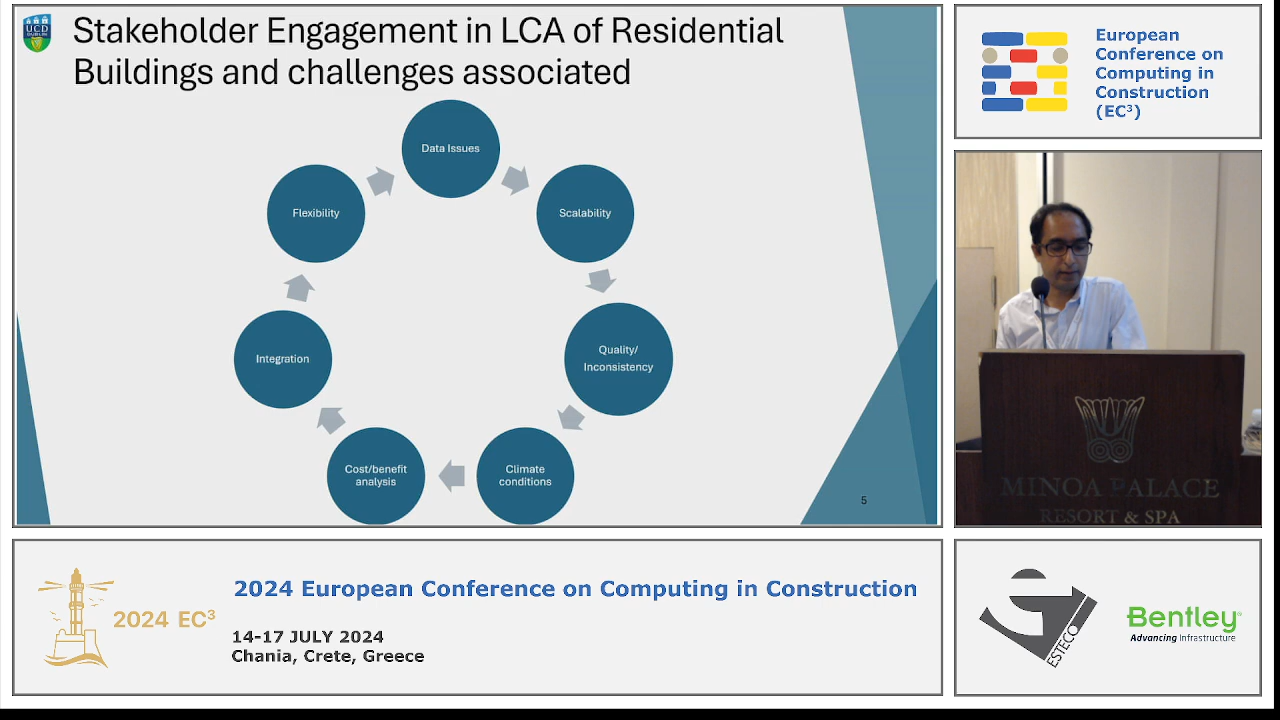 UCD
DUBLIN
Stakeholder Engagement in LCA of Residential
Buildings and challenges associated
Data Issues
Scalability
Quality/
Inconsistency
Climate
conditions
Cost/benefit
analysis
Integration
Flexibility
5
European
Conference on
Computing in
Construction
(EC³)
MINOA PALACE
RESORT & SPA
2024 EC³
2024 European Conference on Computing in Construction
14-17 JULY 2024
Chania, Crete, Greece
ESTECO
Bentley
Advancing Infrastructure